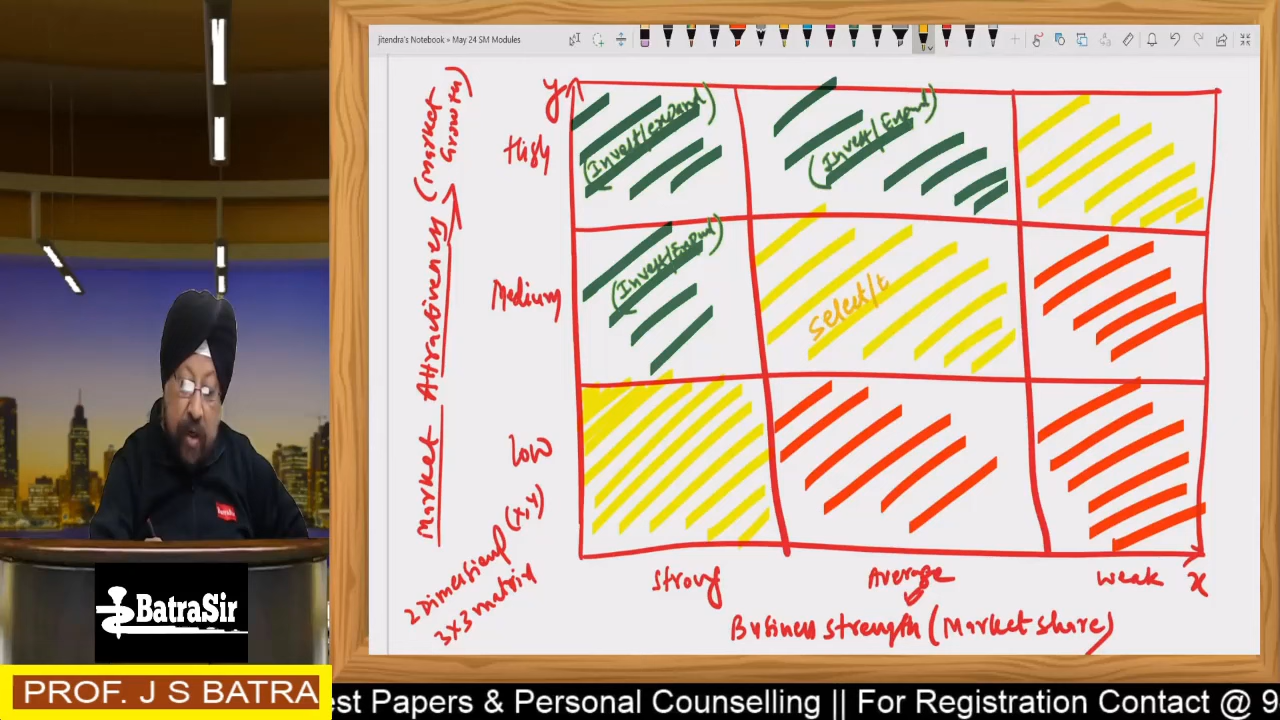 jitendra's Notebook » May 24 SM Modules
y
High
(Invest/expand)
(Invest/Expand)
Medium
(Invest/Expand)
select/t
Low
Market Attractiveness (Market Growth)
2 Dimensional (x,y)
3x3 matrix
Strong
Average
weak
x
Business strength (Market share)
BatraSir
PROF. J S BATRA
est Papers & Personal Counselling || For Registration Contact @ 9